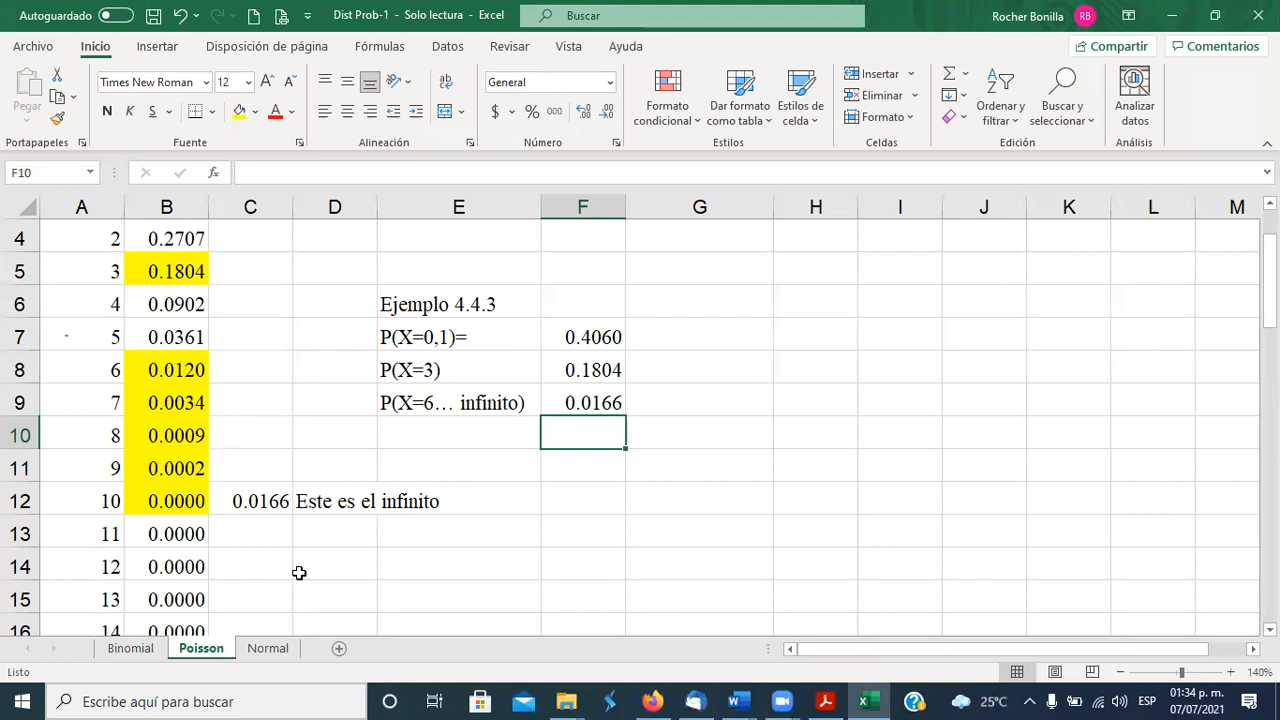 Autoguardado
Dist Prob-1 - Solo lectura - Excel
Buscar
Rocher Bonilla RB
Archivo Inicio Insertar Disposición de página Fórmulas Datos Revisar Vista Ayuda Compartir Comentarios
Pegar
Portapapeles
Times New Roman 12
N K S
Fuente
Alineación
General
$ % 000
Número
Formato condicional
Dar formato como tabla
Estilos de celda
Estilos
Insertar
Eliminar
Formato
Celdas
Ordenar y filtrar
Buscar y seleccionar
Edición
Analizar datos
Análisis
F10 fx
A B C D E F G H I J K L M
4 2 0.2707
5 3 0.1804
6 4 0.0902 Ejemplo 4.4.3
7 5 0.0361 P(X=0,1)= 0.4060
8 6 0.0120 P(X=3) 0.1804
9 7 0.0034 P(X=6… infinito) 0.0166
10 8 0.0009
11 9 0.0002
12 10 0.0000 0.0166 Este es el infinito
13 11 0.0000
14 12 0.0000
15 13 0.0000
16 14 0.0000
Binomial Poisson Normal
Listo 140%
Escribe aquí para buscar
25°C
ESP
01:34 p. m.
07/07/2021